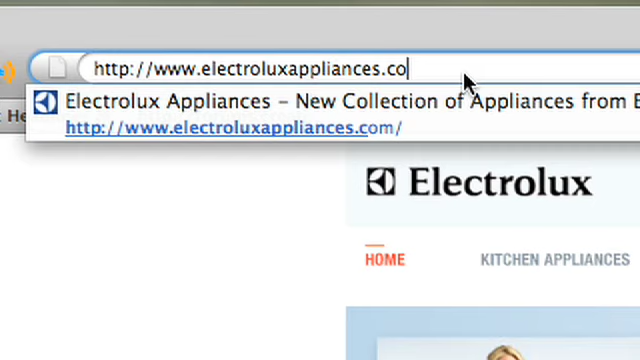 http://www.electroluxappliances.co
Electrolux Appliances – New Collection of Appliances from E
http://www.electroluxappliances.com/
He
Electrolux
HOME
KITCHEN APPLIANCES